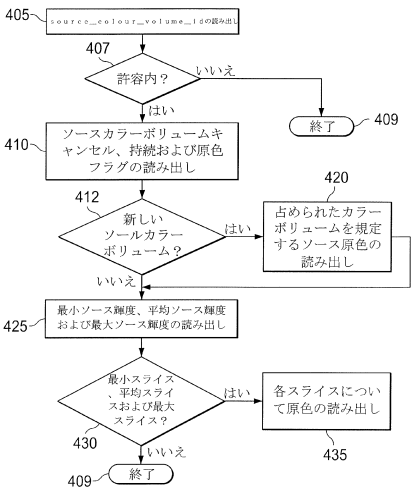 405
source_colour_volume_idの読み出し
407
許容内？
いいえ
はい
終了
409
410
ソースカラーボリュームキ
ャンセル、持続および原色
フラグの読み出し
412
新しい
ソールカラー
ボリューム？
はい
いいえ
420
占められたカラー
ボリュームを規定
するソース原色の
読み出し
425
最小ソース輝度、平均ソース輝度
および最大ソース輝度の読み出し
最小スライス
、平均スライ
スおよび最大
スライス？
430
はい
いいえ
各スライスについ
て原色の読み出し
435
409
終了